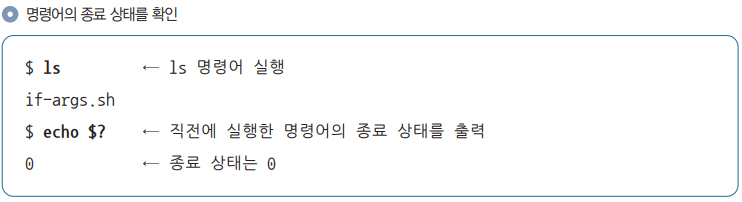 명령어의 종료 상태를 확인
$ ls ← ls 명령어 실행
if-args.sh
$ echo $? ← 직전에 실행한 명령어의 종료 상태를 출력
0 ← 종료 상태는 0